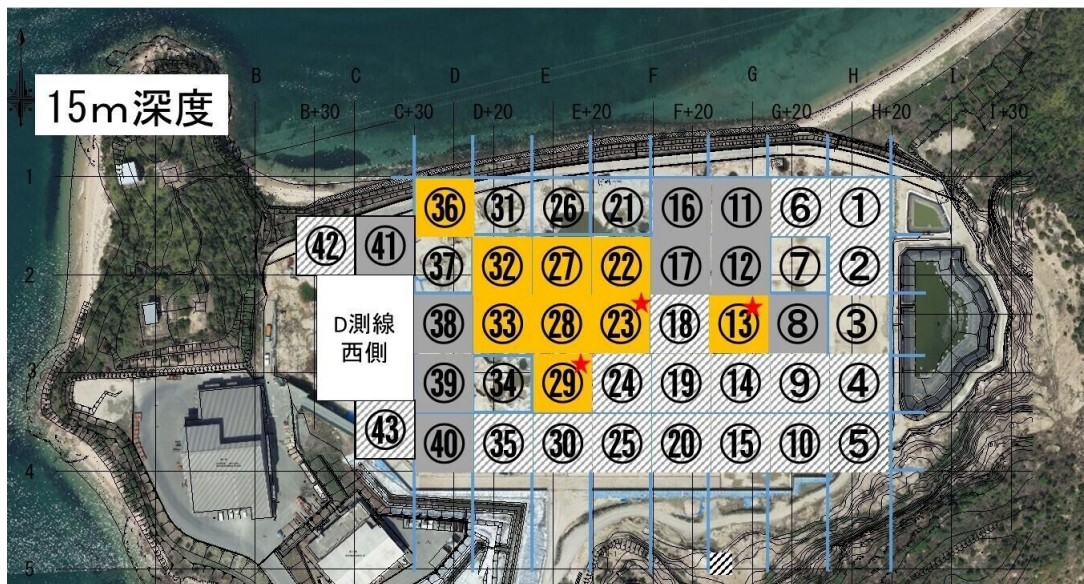 15m深度
B C D E F G H I
B+30 C+30 D+20 E+20 F+20 G+20 H+20 I+30
1 ㊱ ㉛ ㉖ ㉑ ⑯ ⑪ ⑥ ①
㊷ ㊶ ㊲ ㉜ ㉗ ㉒ ⑰ ⑫ ⑦ ②
2
D測線
西側
㊳ ㉝ ㉘ ㉓ ⑱ ⑬ ⑧ ③
3 ㊴ ㉞ ㉙ ㉔ ⑲ ⑭ ⑨ ④
㊸ ㊵ ㉟ ㉚ ㉕ ⑳ ⑮ ⑩ ⑤
4
5